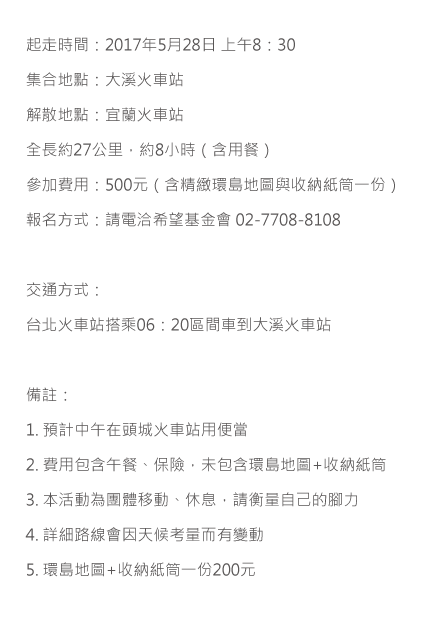 起走時間：2017年5月28日 上午8：30
集合地點：大溪火車站
解散地點：宜蘭火車站
全長約27公里，約8小時（含用餐）
參加費用：500元（含精緻環島地圖與收納紙筒一份）
報名方式：請電洽希望基金會 02-7708-8108
交通方式：
台北火車站搭乘06：20區間車到大溪火車站
備註：
1. 預計中午在頭城火車站用便當
2. 費用包含午餐、保險，未包含環島地圖+收納紙筒
3. 本活動為團體移動、休息，請衡量自己的腳力
4. 詳細路線會因天候考量而有變動
5. 環島地圖+收納紙筒一份200元